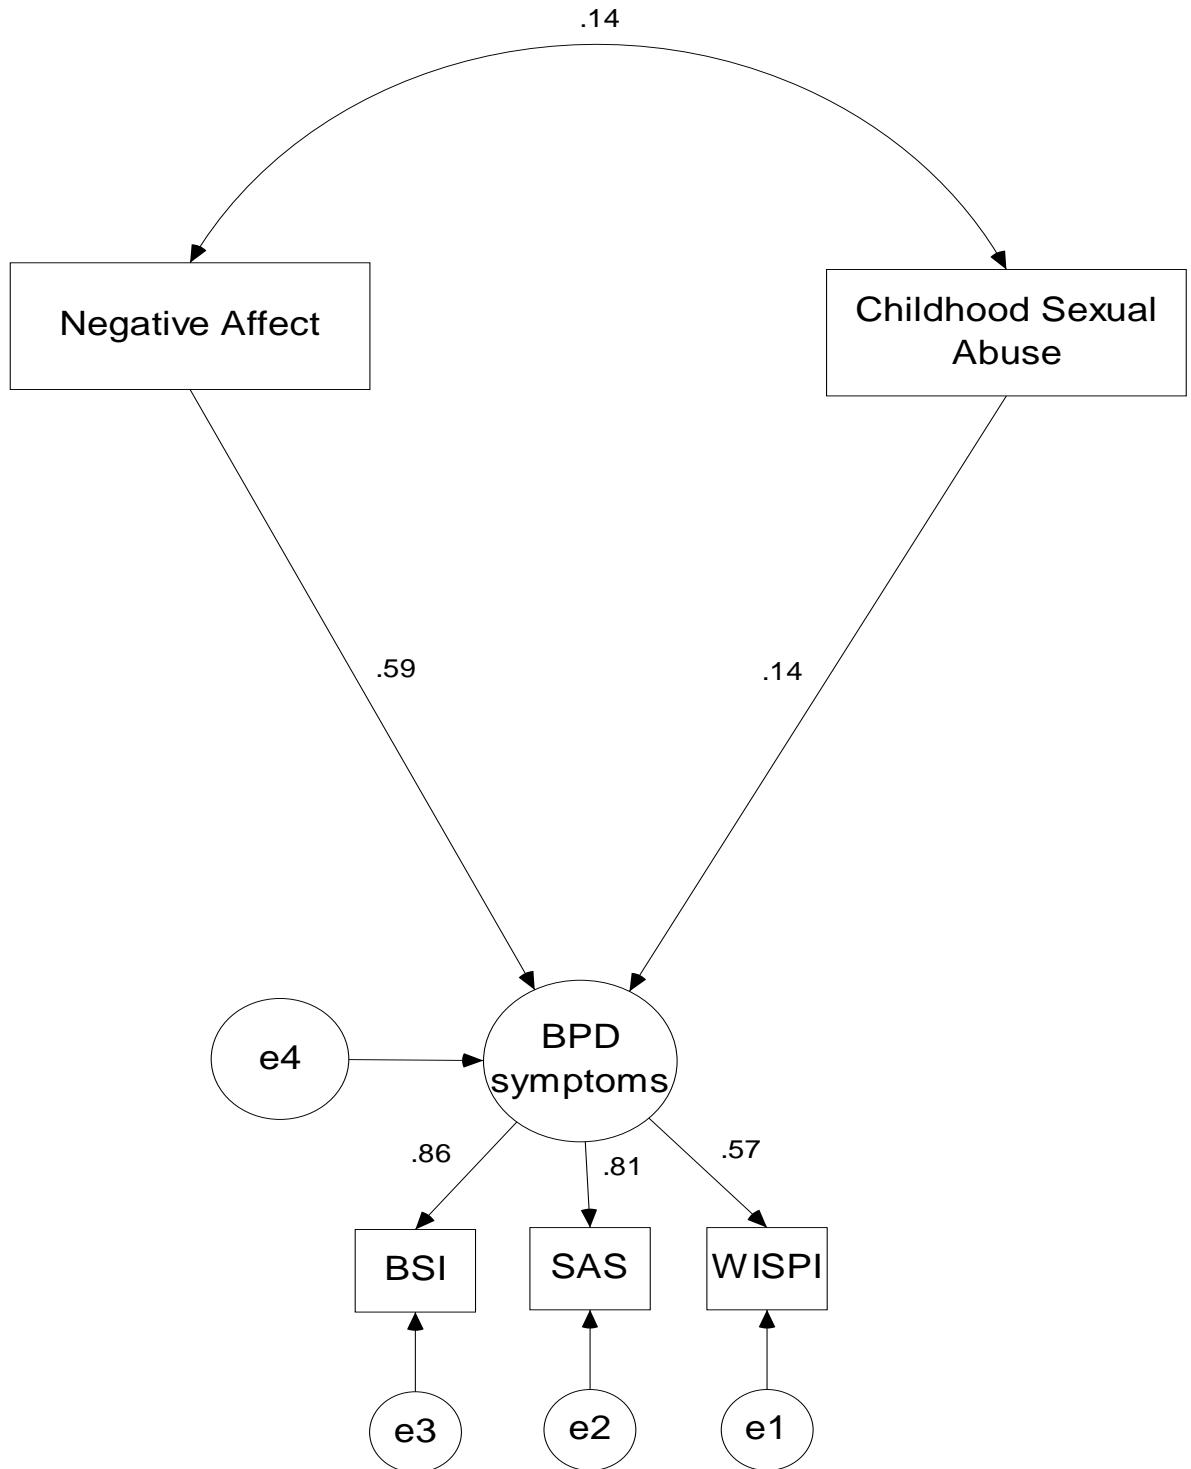 .14
Negative Affect
Childhood Sexual
Abuse
.59
.14
BPD
symptoms
e4
.86
.81
.57
BSI
SAS
WISPI
e3
e2
e1